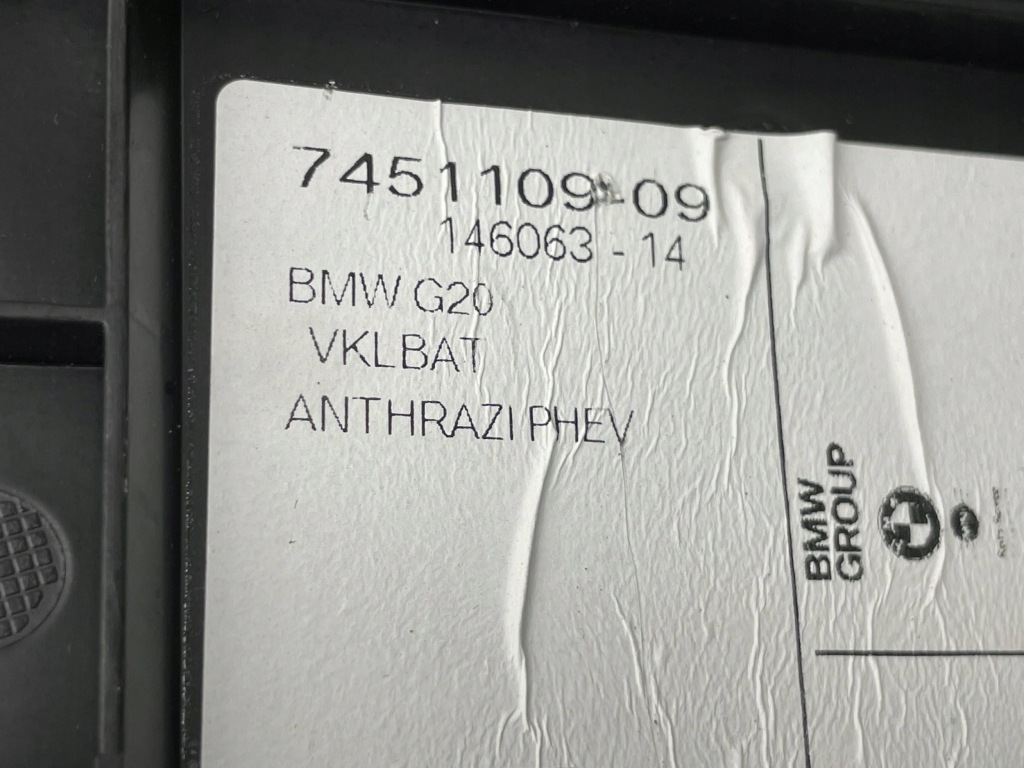 7451109-09
146063 - 14
BMW G20
VKLBAT
ANTHRAZI PHEV
BMW
GROUP